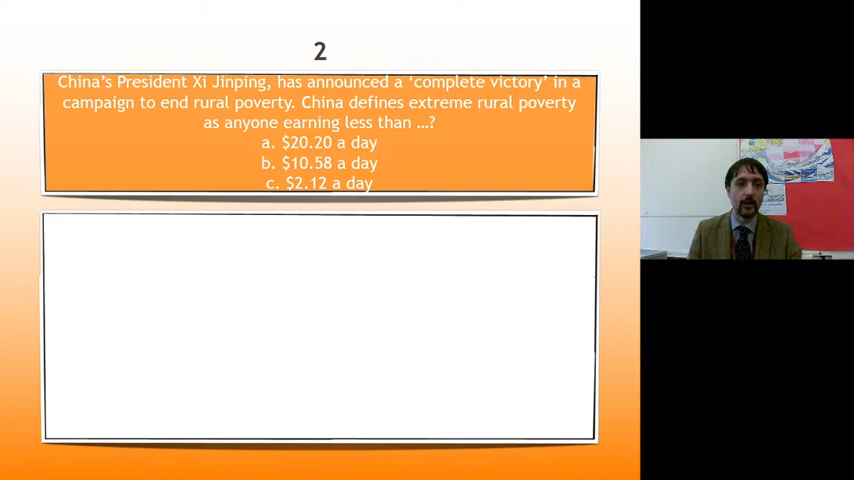 2
China’s President Xi Jinping, has announced a ‘complete victory’ in a
campaign to end rural poverty. China defines extreme rural poverty
as anyone earning less than …?
a. $20.20 a day
b. $10.58 a day
c. $2.12 a day